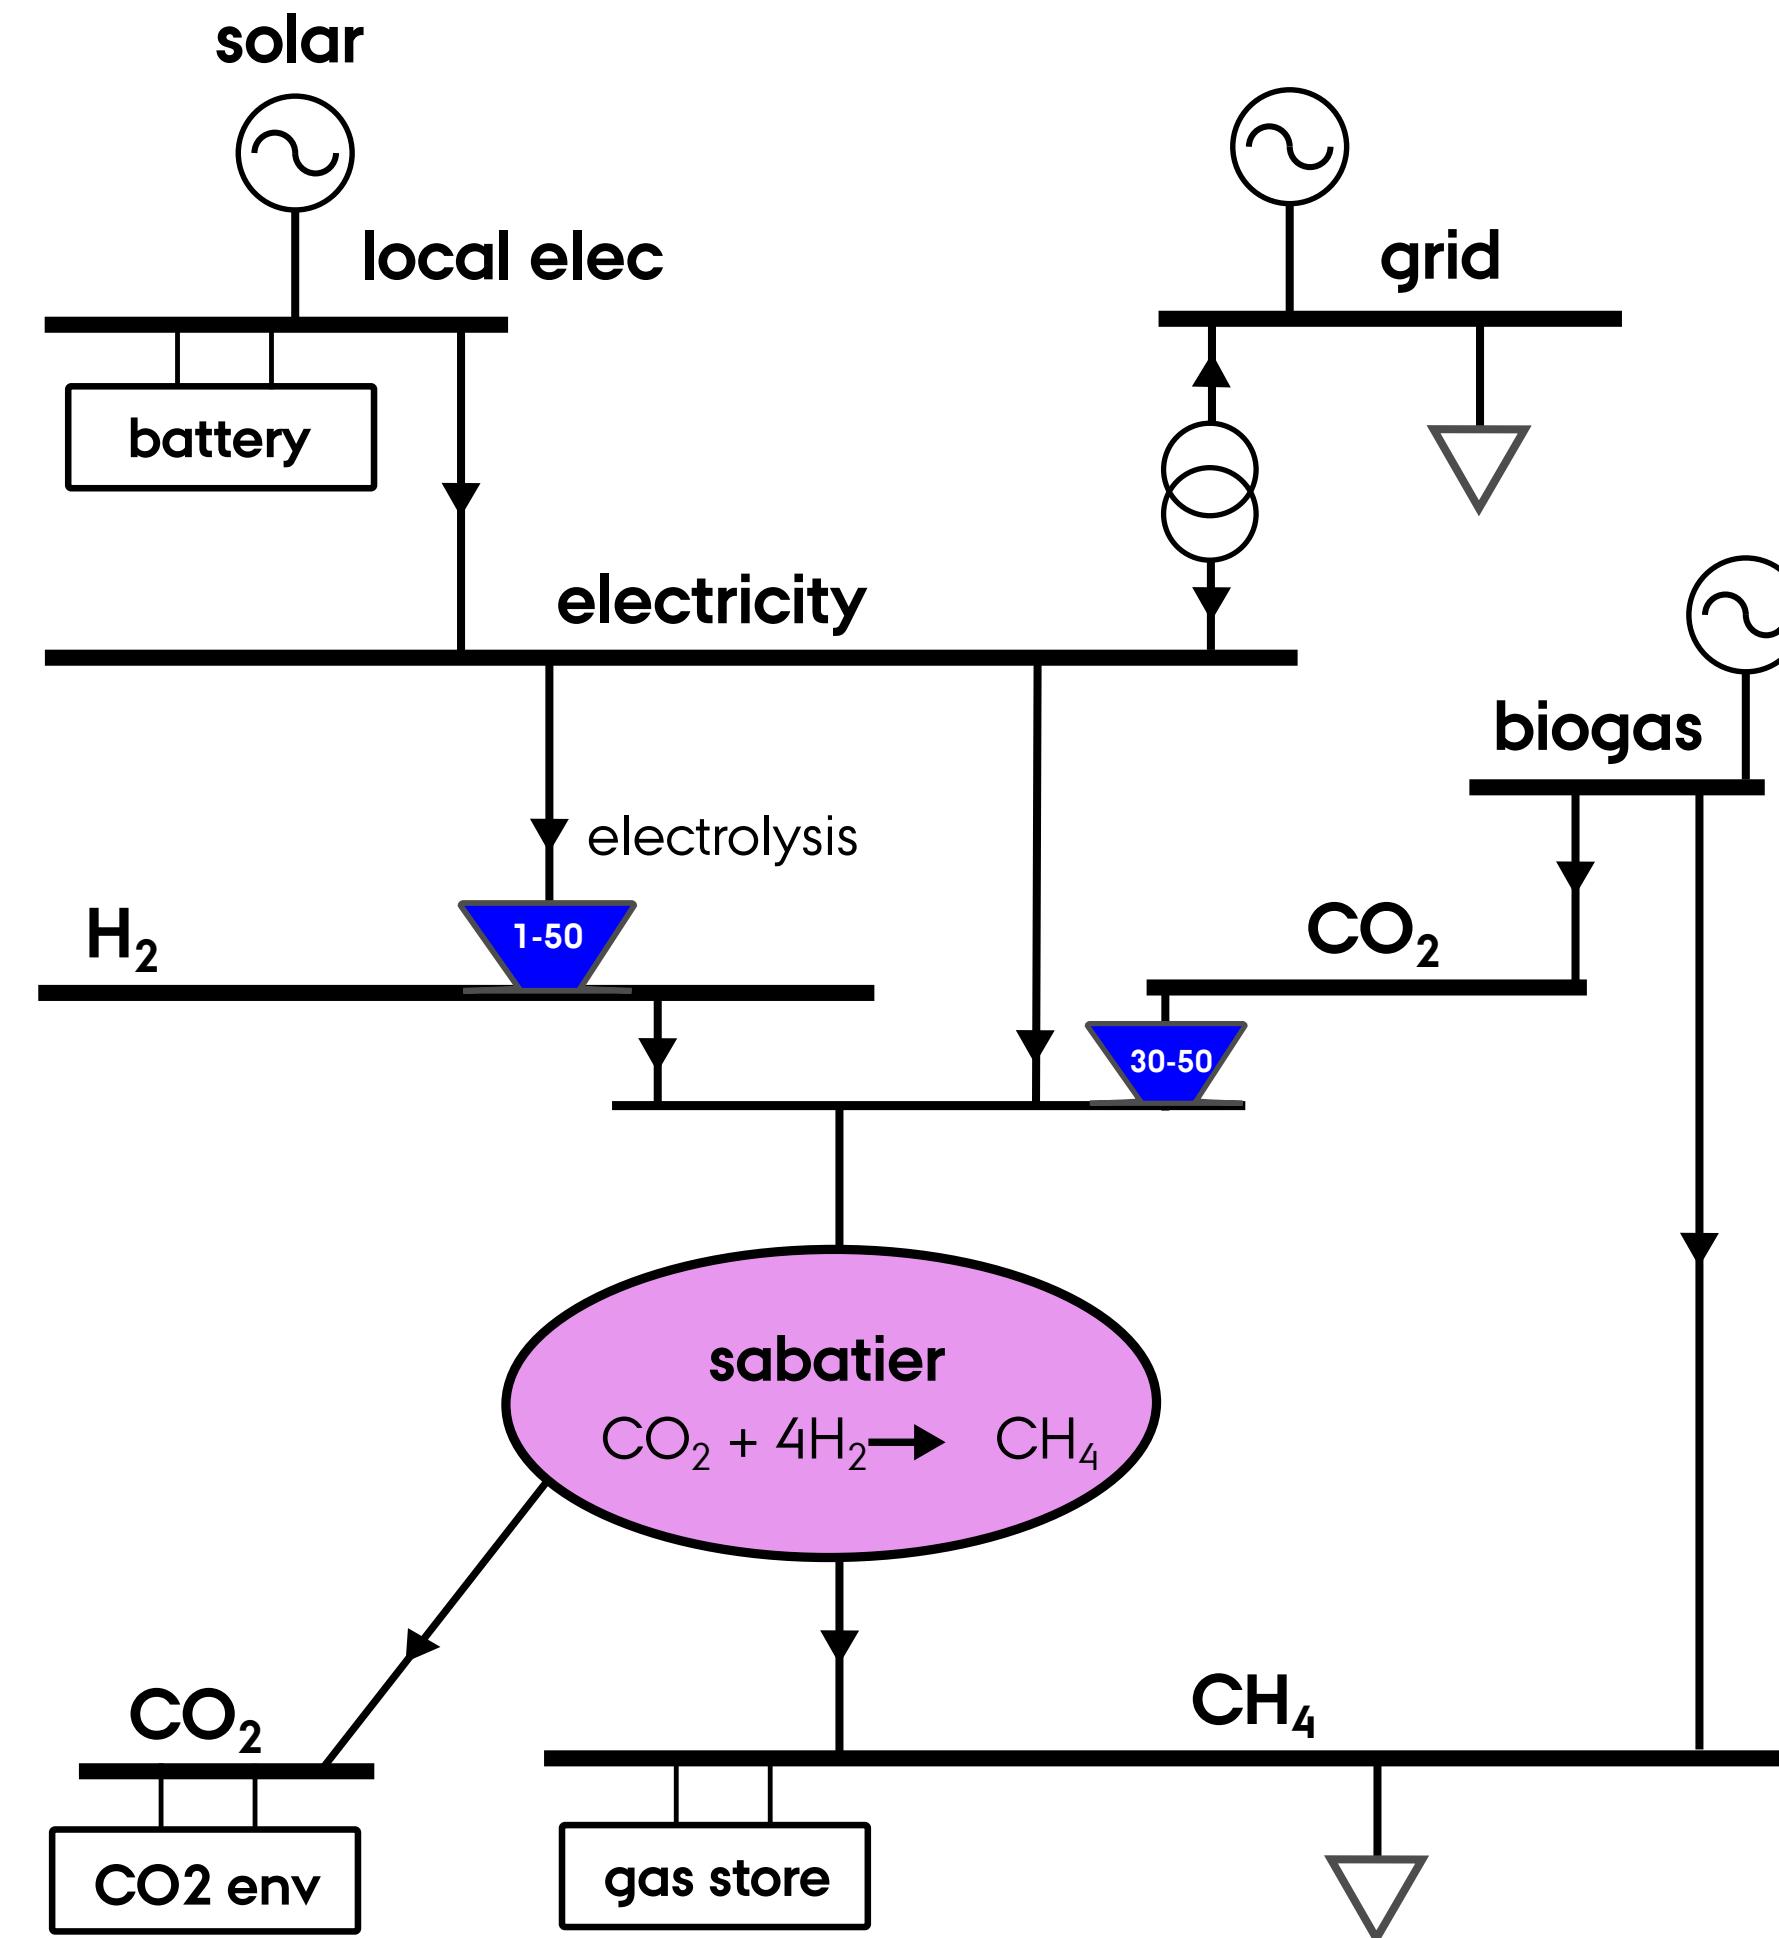 solar
local elec
grid
battery
electricity
biogas
electrolysis
H₂
1-50
CO₂
30-50
sabatier
CO₂ + 4H₂ → CH₄
CO₂
CH₄
CO2 env
gas store